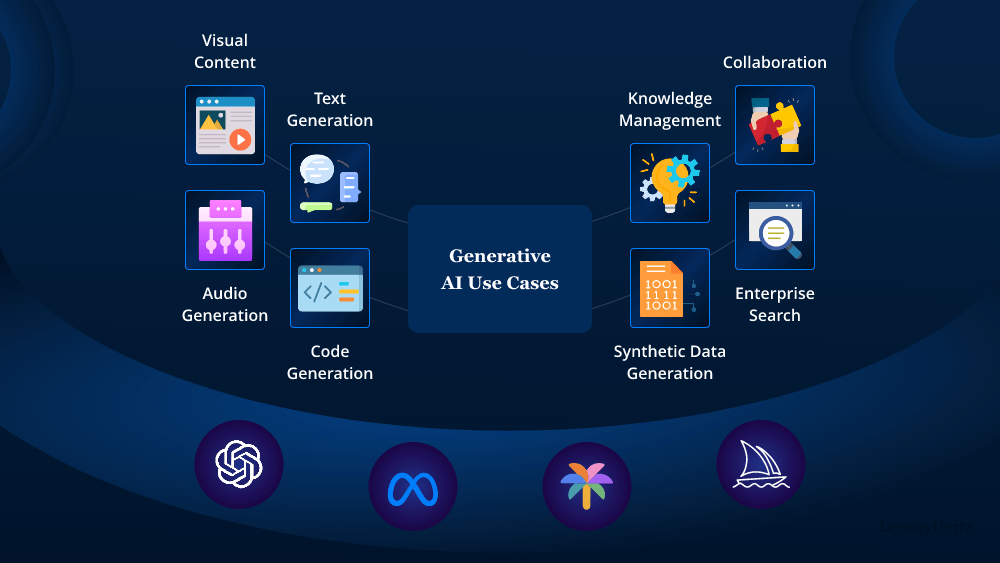 Visual
Content
Text
Generation
Audio
Generation
Code
Generation
Generative
AI Use Cases
Knowledge
Management
Collaboration
Synthetic Data
Generation
1001
1111
1001
Enterprise
Search
LeewayHertz